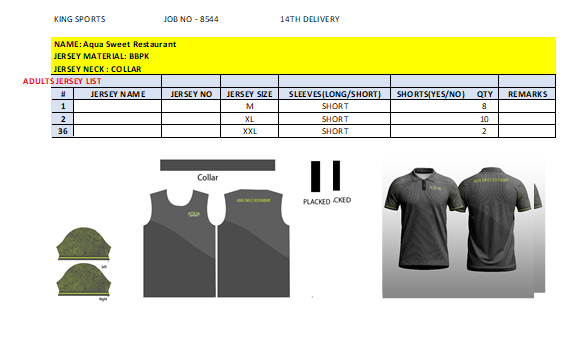 KING SPORTS JOB NO - 8544 14TH DELIVERY
NAME: Aqua Sweet Restaurant
JERSEY MATERIAL: BBPK
JERSEY NECK : COLLAR
ADULTS JERSEY LIST
# JERSEY NAME JERSEY NO JERSEY SIZE SLEEVES(LONG/SHORT) SHORTS(YES/NO) QTY REMARKS
1 M SHORT 8
2 XL SHORT 10
36 XXL SHORT 2
Collar
PLACKED CKED
AQUA
AQUA SWEET RESTAURANT
AQUA
AQUA SWEET RESTAURANT
left
Right